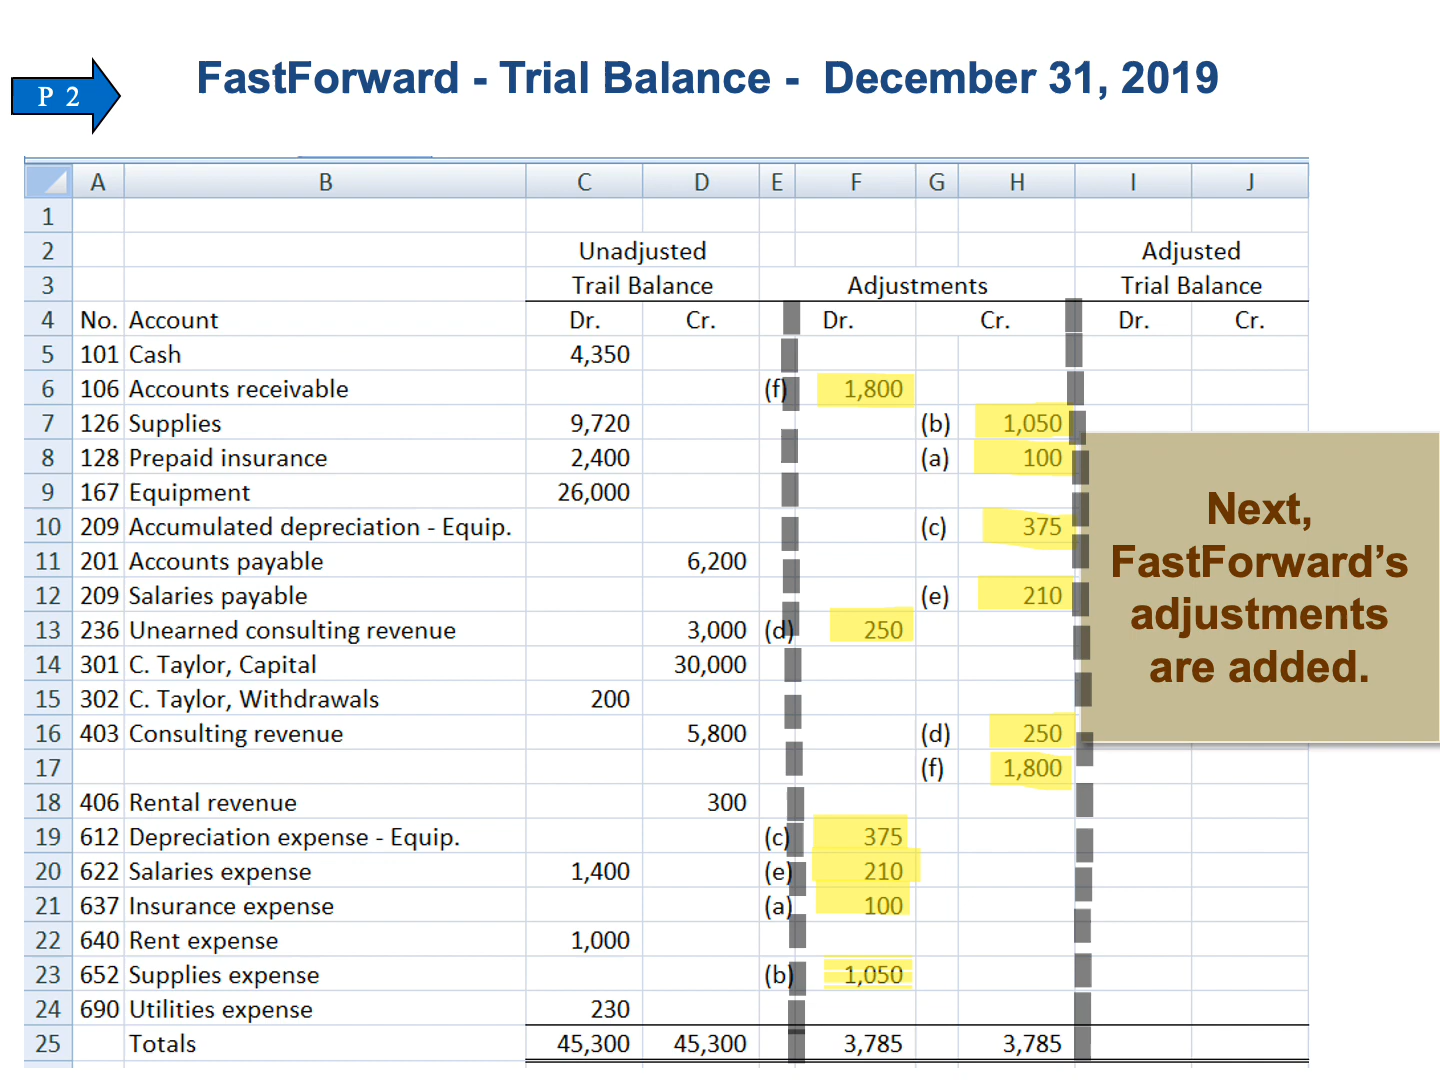 P 2
FastForward - Trial Balance - December 31, 2019
A B C D E F G H I J
1
2 Unadjusted Adjusted
3 Trail Balance Adjustments Trial Balance
4 No. Account Dr. Cr. Dr. Cr. Dr. Cr.
5 101 Cash 4,350
6 106 Accounts receivable (f) 1,800
7 126 Supplies 9,720 (b) 1,050
8 128 Prepaid insurance 2,400 (a) 100
9 167 Equipment 26,000
10 209 Accumulated depreciation - Equip. (c) 375
11 201 Accounts payable 6,200
12 209 Salaries payable (e) 210
13 236 Unearned consulting revenue 3,000 (d) 250
14 301 C. Taylor, Capital 30,000
15 302 C. Taylor, Withdrawals 200
16 403 Consulting revenue 5,800 (d) 250
17 (f) 1,800
18 406 Rental revenue 300
19 612 Depreciation expense - Equip. (c) 375
20 622 Salaries expense 1,400 (e) 210
21 637 Insurance expense (a) 100
22 640 Rent expense 1,000
23 652 Supplies expense (b) 1,050
24 690 Utilities expense 230
25 Totals 45,300 45,300 3,785 3,785
Next,
FastForward’s
adjustments
are added.